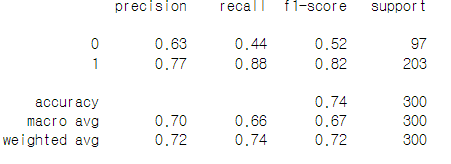 precision recall f1-score support
0 0.63 0.44 0.52 97
1 0.77 0.88 0.82 203
accuracy 0.74 300
macro avg 0.70 0.66 0.67 300
weighted avg 0.72 0.74 0.72 300